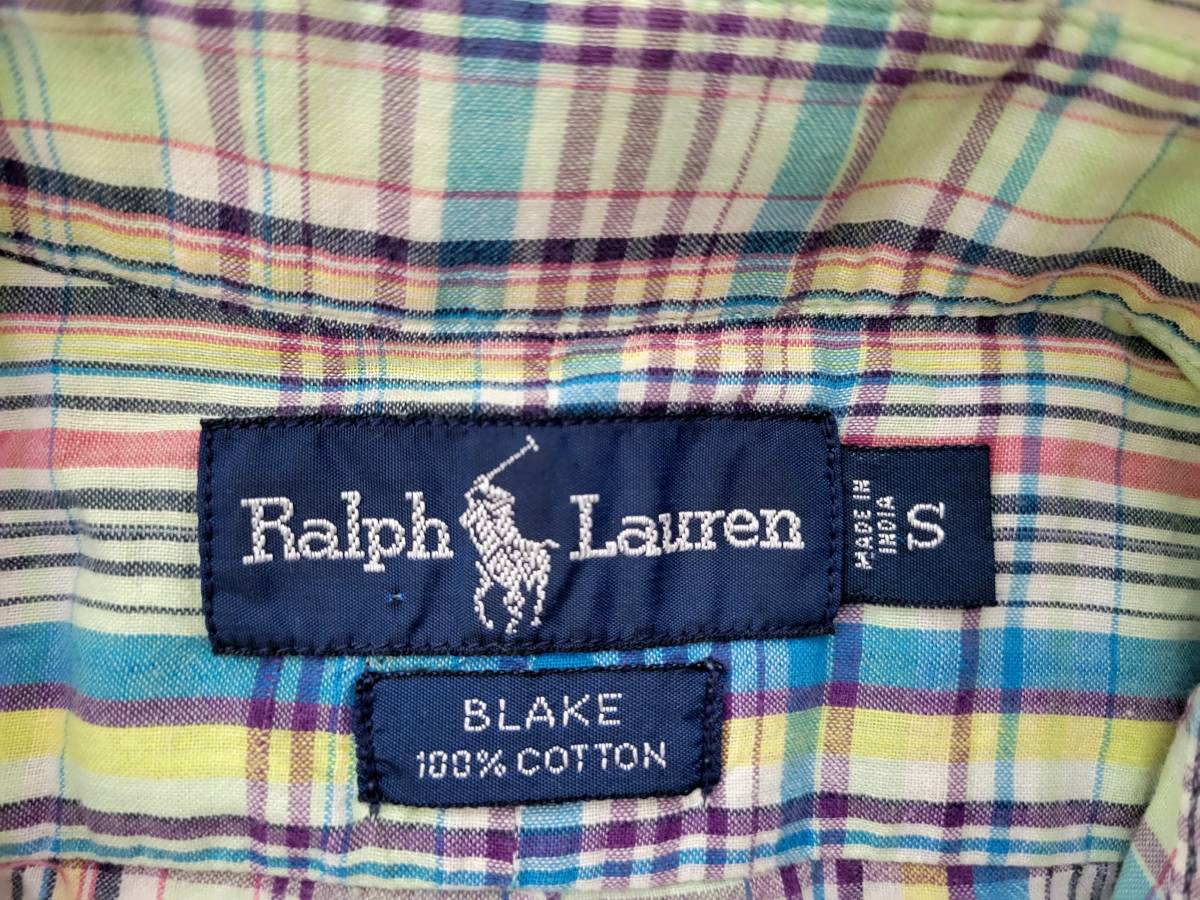 Ralph Lauren
MADE IN
INDIA
S
BLAKE
100% COTTON